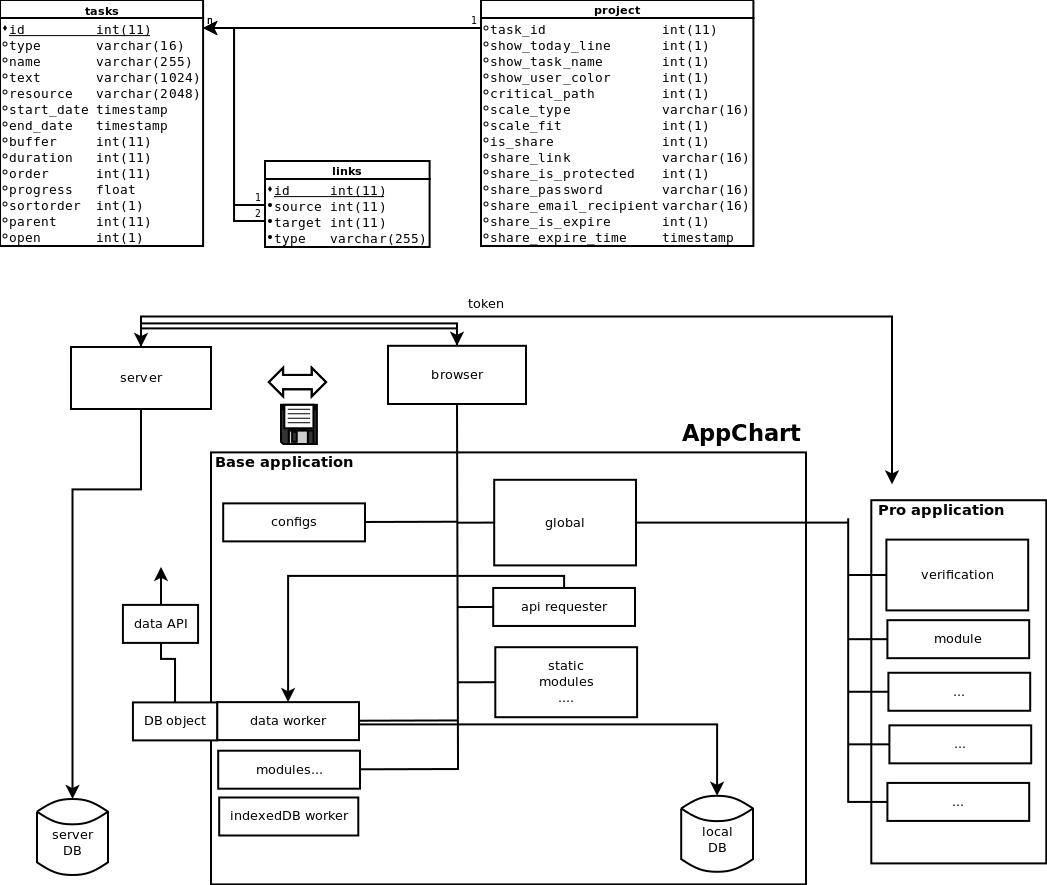 tasks
id int(11)
type varchar(16)
name varchar(255)
text varchar(1024)
resource varchar(2048)
start_date timestamp
end_date timestamp
buffer int(11)
duration int(11)
order int(11)
progress float
sortorder int(1)
parent int(11)
open int(1)
n
1
project
task_id int(11)
show_today_line int(1)
show_task_name int(1)
show_user_color int(1)
critical_path int(1)
scale_type varchar(16)
scale_fit int(1)
is_share int(1)
share_link varchar(16)
share_is_protected int(1)
share_password varchar(16)
share_email_recipient varchar(16)
share_is_expire int(1)
share_expire_time timestamp
links
id int(11)
source int(11)
target int(11)
type varchar(255)
1
2
token
server
browser
AppChart
Base application
configs
global
api requester
static
modules
....
data API
DB object
data worker
modules...
indexedDB worker
server
DB
local
DB
Pro application
verification
module
...
...
...